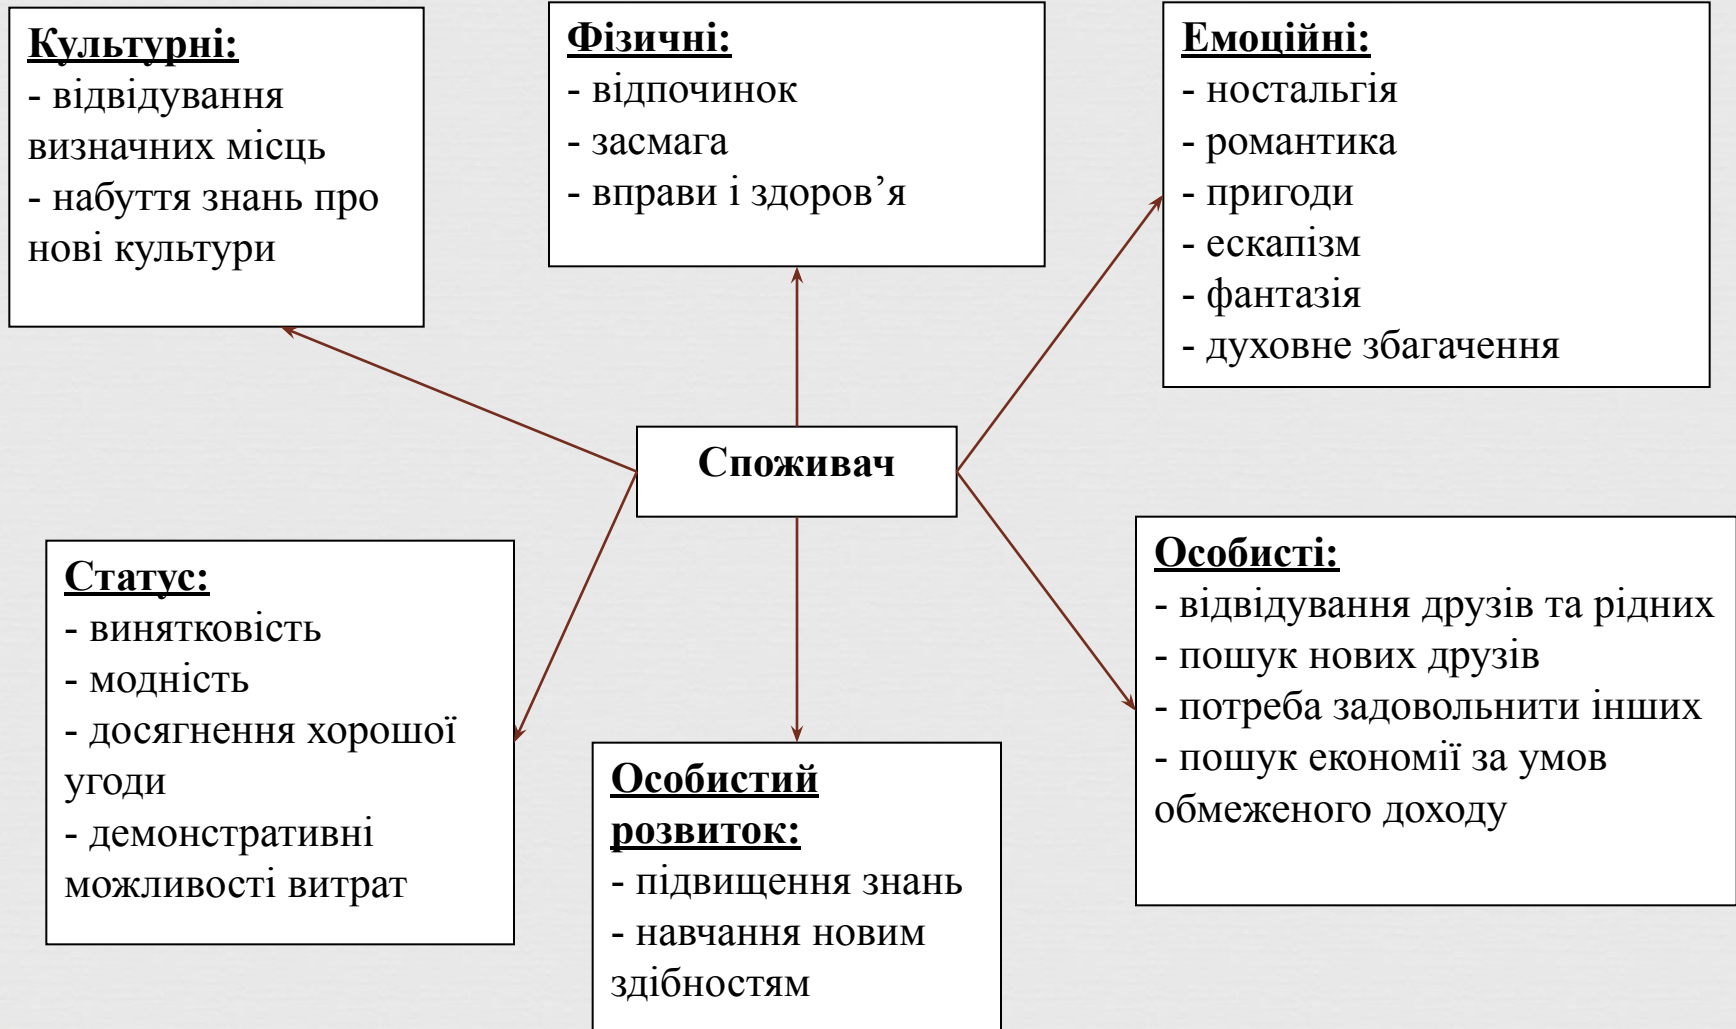 Культурні:
- відвідування
визначних місць
- набуття знань про
нові культури
Фізичні:
- відпочинок
- засмага
- вправи і здоров’я
Емоційні:
- ностальгія
- романтика
- пригоди
- ескапізм
- фантазія
- духовне збагачення
Споживач
Статус:
- винятковість
- модність
- досягнення хорошої
угоди
- демонстративні
можливості витрат
Особистий
розвиток:
- підвищення знань
- навчання новим
здібностям
Особисті:
- відвідування друзів та рідних
- пошук нових друзів
- потреба задовольнити інших
- пошук економії за умов
обмеженого доходу